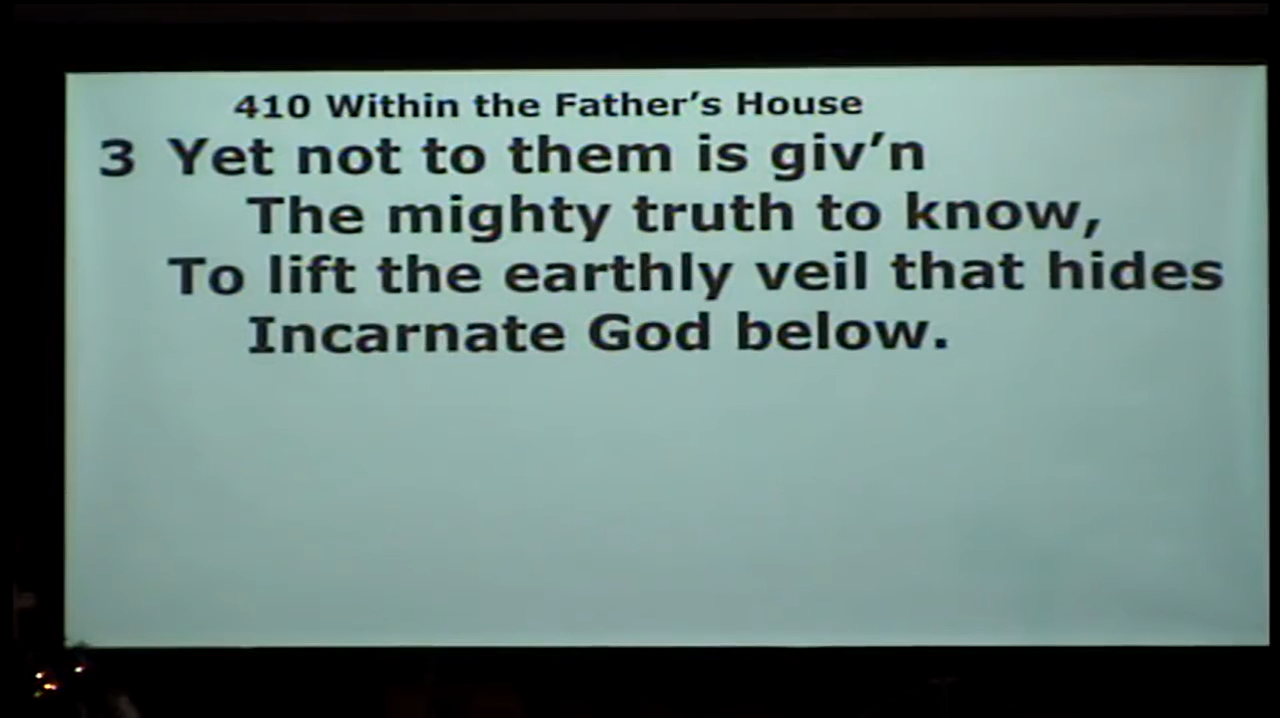 410 Within the Father’s House
3 Yet not to them is giv’n
The mighty truth to know,
To lift the earthly veil that hides
Incarnate God below.